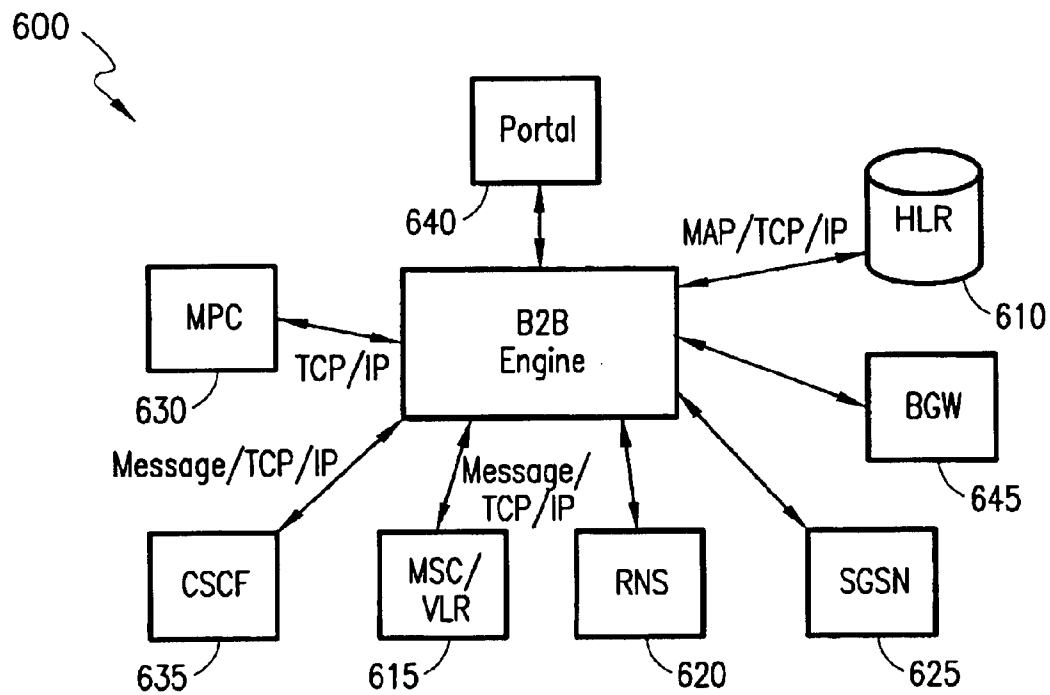 600
Portal
640
MAP/TCP/IP
HLR
610
MPC
630
TCP/IP
B2B
Engine
BGW
645
Message/TCP/IP
Message/
TCP/IP
CSCF
635
MSC/
VLR
615
RNS
620
SGSN
625